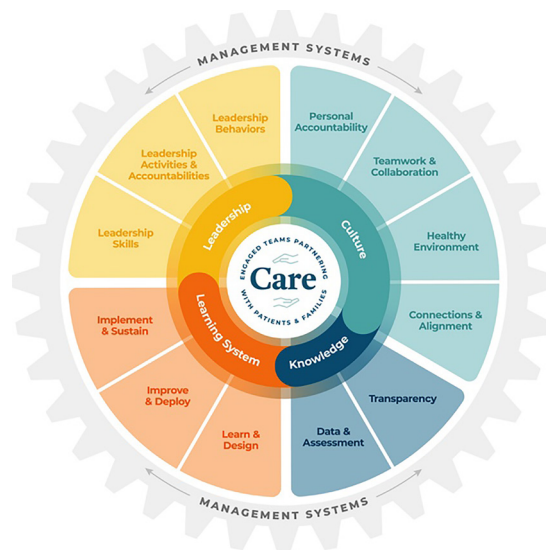 MANAGEMENT SYSTEMS
Leadership
Behaviors
Personal
Accountability
Leadership
Activities &
Accountabilities
Teamwork &
Collaboration
Leadership
Skills
Healthy
Environment
Leadership
Culture
ENGAGED TEAMS PARTNERING
Care
WITH PATIENTS & FAMILIES
Learning System
Knowledge
Implement
& Sustain
Connections &
Alignment
Improve
& Deploy
Transparency
Learn &
Design
Data &
Assessment
MANAGEMENT SYSTEMS